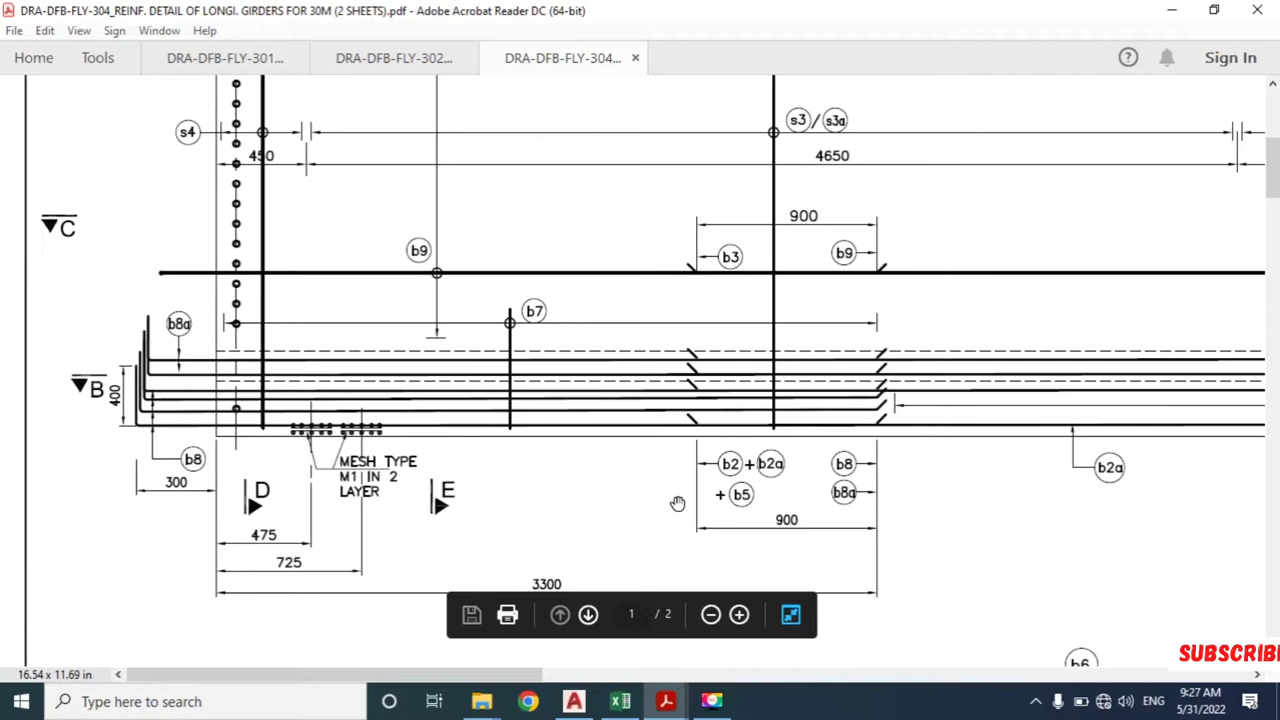 DRA-DFB-FLY-304_REINF. DETAIL OF LONGI. GIRDERS FOR 30M (2 SHEETS).pdf - Adobe Acrobat Reader DC (64-bit)
File Edit View Sign Window Help
Home Tools DRA-DFB-FLY-301... DRA-DFB-FLY-302... DRA-DFB-FLY-304... × Sign In
s4 s3 / s3a
450 4650
C
900
b9 b3 b9
b7
b8a
B 400
b8
MESH TYPE
M1 IN 2
LAYER
b2+b2a b8 b2a
+ b5 b8a
300 D E
900
475
725
3300
1 / 2
SUBSCRIBE
b6
16.54 x 11.69 in
Type here to search
ENG
9:27 AM
5/31/2022